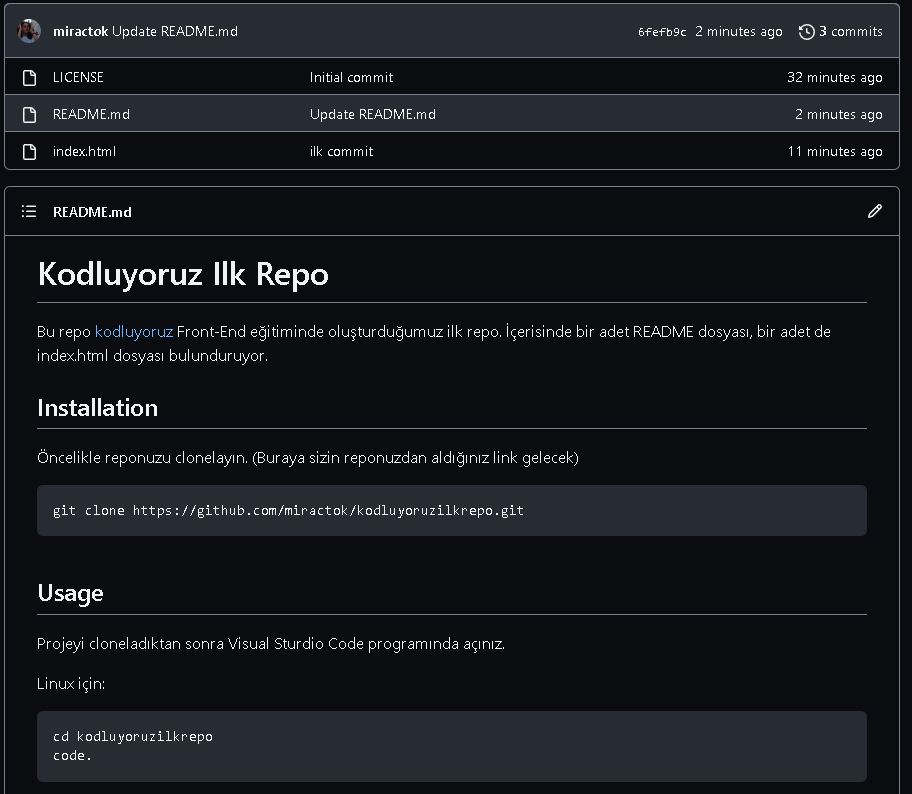 miractok Update README.md 6fefb9c 2 minutes ago 3 commits
LICENSE Initial commit 32 minutes ago
README.md Update README.md 2 minutes ago
index.html ilk commit 11 minutes ago
README.md
Kodluyoruz Ilk Repo
Bu repo kodluyoruz Front-End eğitiminde oluşturduğumuz ilk repo. İçerisinde bir adet README dosyası, bir adet de
index.html dosyası bulunduruyor.
Installation
Öncelikle reponuzu clonelayın. (Buraya sizin reponuzdan aldığınız link gelecek)
git clone https://github.com/miractok/kodluyoruzilkrepo.git
Usage
Projeyi cloneladıktan sonra Visual Sturdio Code programında açınız.
Linux için:
cd kodluyoruzilkrepo
code.